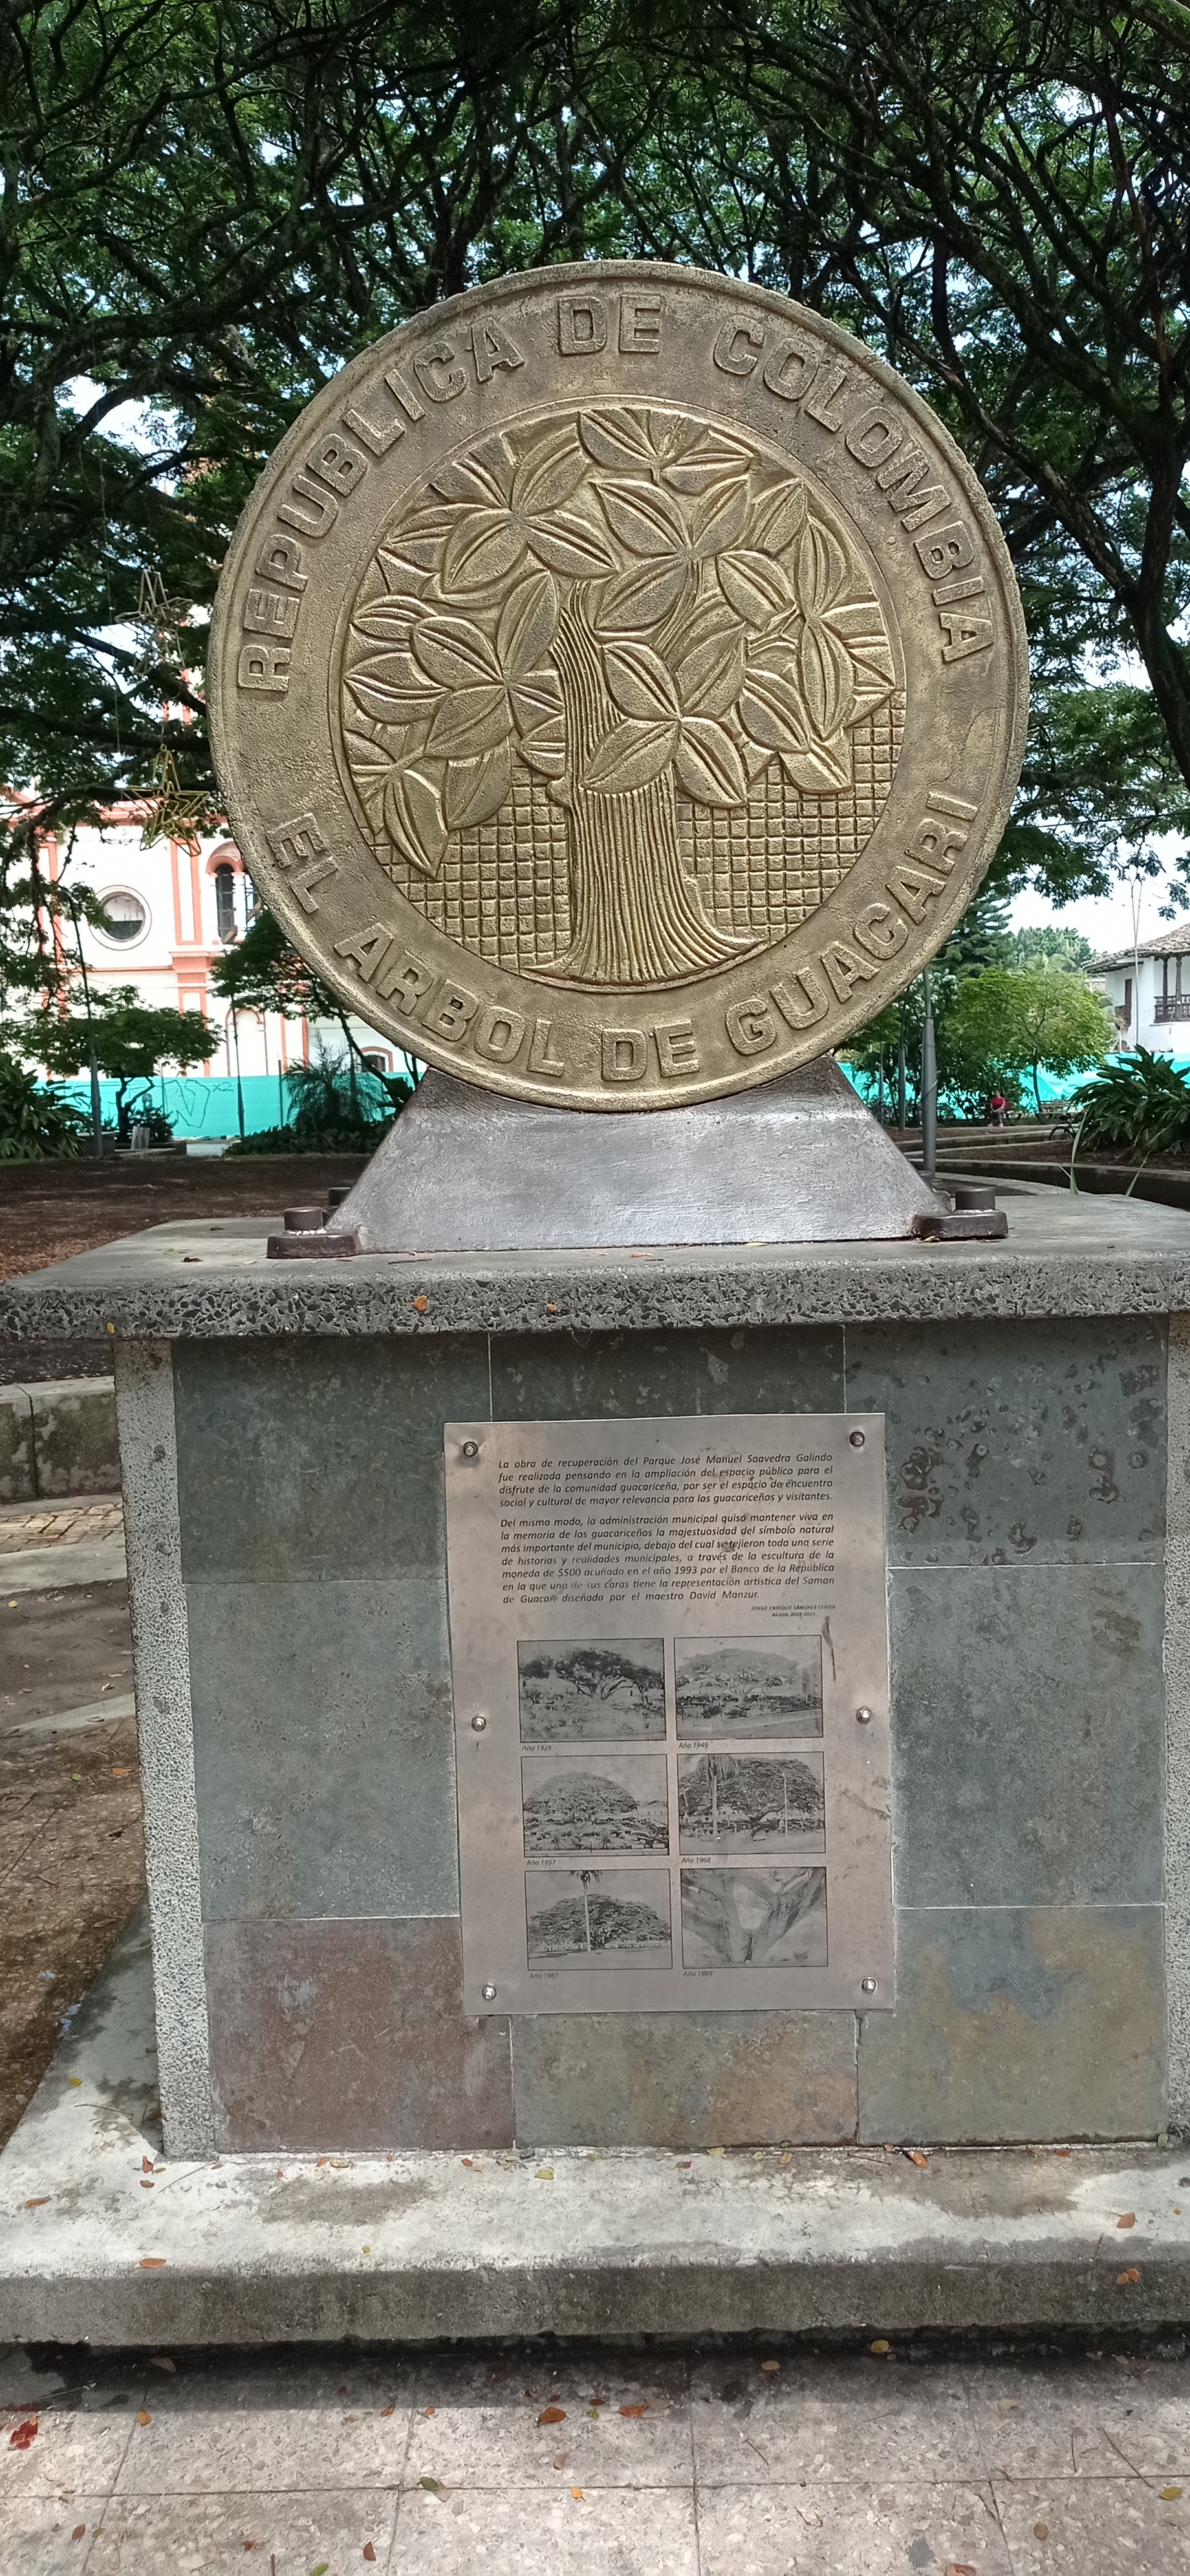 REPUBLICA DE COLOMBIA
EL ARBOL DE GUACARI
La obra de recuperación del Parque José Manuel Saavedra Galindo
fue realizada pensando en la ampliación del espacio público para el
disfrute de la comunidad guacariceña, por ser el espacio de encuentro
social y cultural de mayor relevancia para los guacariceños y visitantes.
Del mismo modo, la administración municipal quiso mantener viva en
la memoria de los guacariceños la majestuosidad del símbolo natural
más importante del municipio, debajo del cual se tejieron toda una serie
de historias y realidades municipales, a través de la escultura de la
moneda de $500 acuñada en el año 1993 por el Banco de la República
en la que una de sus caras tiene la representación artística del Saman
de Guacarí diseñada por el maestro David Manzur.
JORGE ENRIQUE SÁNCHEZ CERÓN
Alcalde 2012-2015
Año 1928
Año 1949
Año 1957
Año 1968
Año 1987
Año 1989